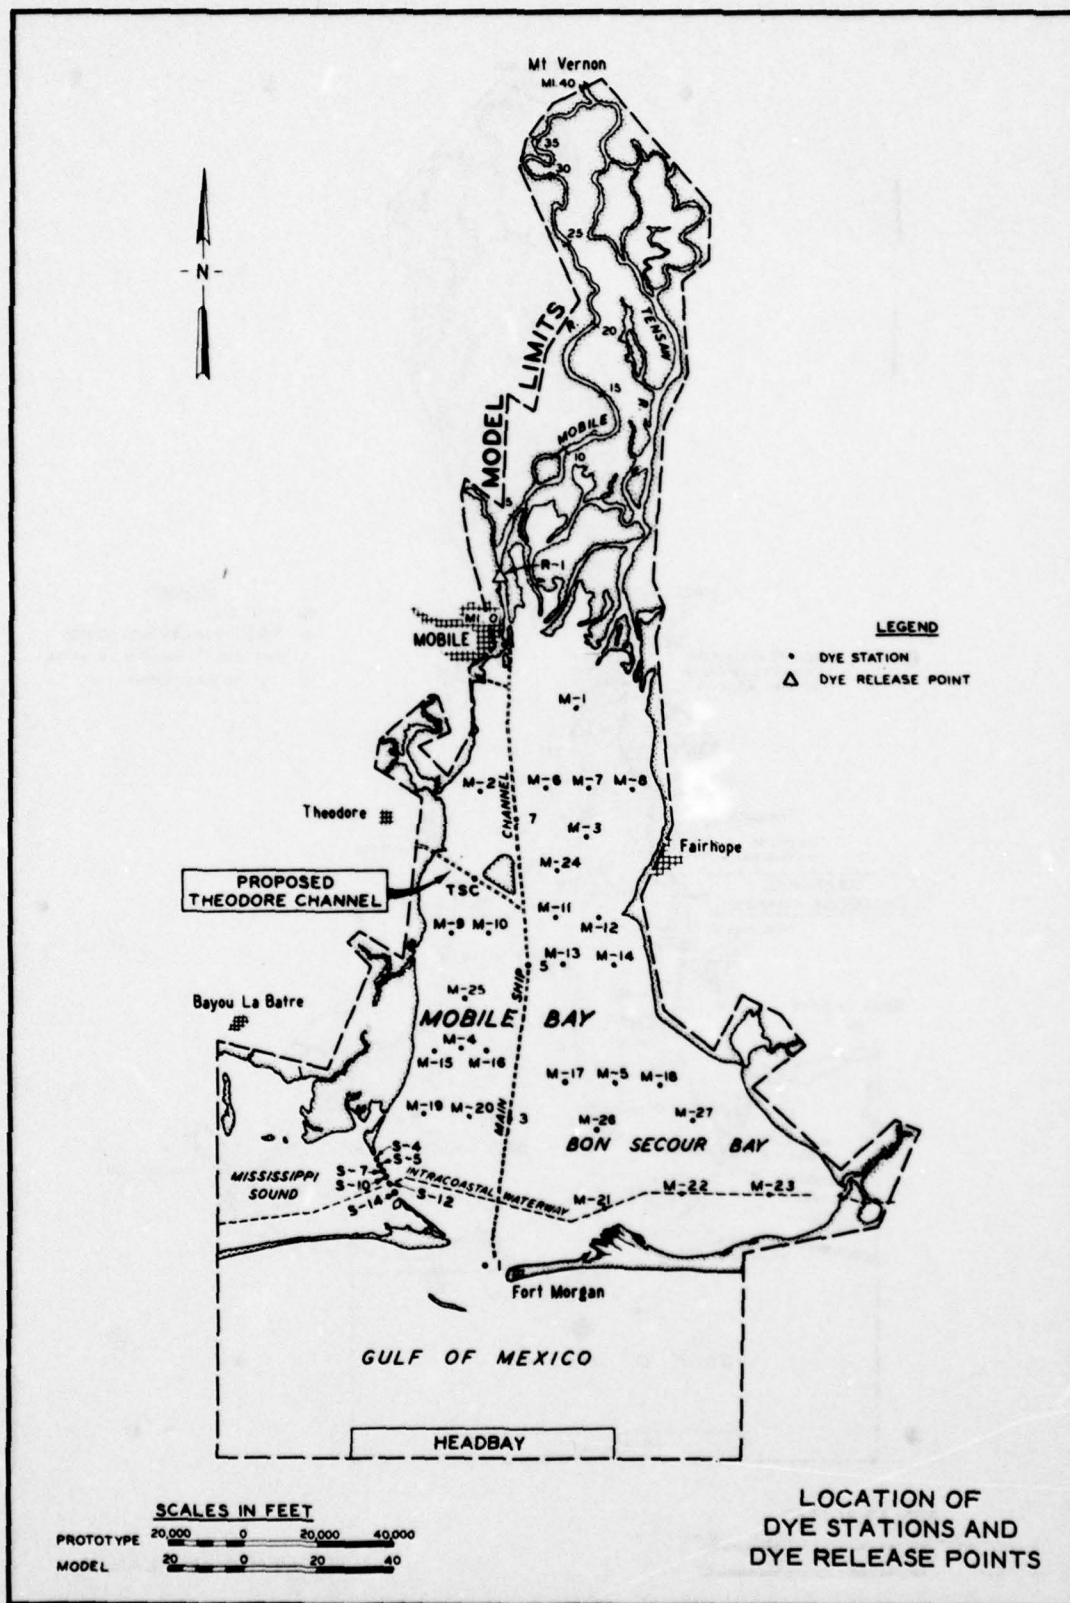 Mt Vernon
MI. 40
35
30
25
- N -
TENSAW
R.
20
MODEL LIMITS
R.
15
MOBILE
10
5
R-1
MI 0
MOBILE
LEGEND
DYE STATION
DYE RELEASE POINT
M-1
M-2
M-6
M-7
M-8
CHANNEL
7
Theodore
M-3
Fairhope
M-24
PROPOSED
THEODORE CHANNEL
TSC
M-11
M-12
M-9
M-10
M-13
M-14
5
SHIP
M-25
Bayou La Batre
MOBILE BAY
M-4
M-15
M-16
M-17
M-5
M-18
M-19
M-20
MAIN
3
M-26
M-27
BON SECOUR BAY
S-4
S-5
S-7
S-10
MISSISSIPPI
SOUND
INTRACOASTAL WATERWAY
S-12
S-14
M-21
M-22
M-23
1
Fort Morgan
GULF OF MEXICO
HEADBAY
SCALES IN FEET
PROTOTYPE 20,000 0 20,000 40,000
MODEL 20 0 20 40
LOCATION OF
DYE STATIONS AND
DYE RELEASE POINTS